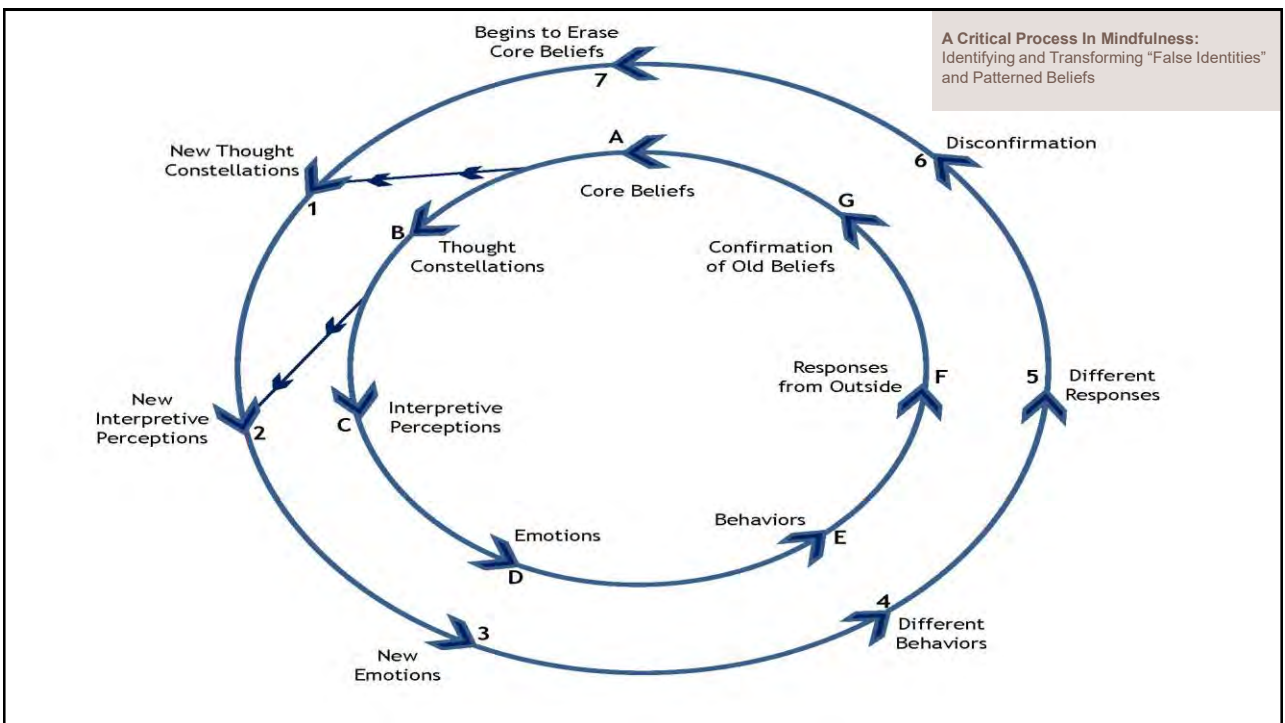 A Critical Process In Mindfulness:
Identifying and Transforming “False Identities”
and Patterned Beliefs
Begins to Erase
Core Beliefs
7
A
Core Beliefs
New Thought
Constellations
1
B
Thought
Constellations
New
Interpretive
Perceptions
2
C
Interpretive
Perceptions
Emotions
D
New
Emotions
3
Behaviors
E
4
Different
Behaviors
Responses
from Outside
F
5
Different
Responses
G
Confirmation
of Old Beliefs
Disconfirmation
6